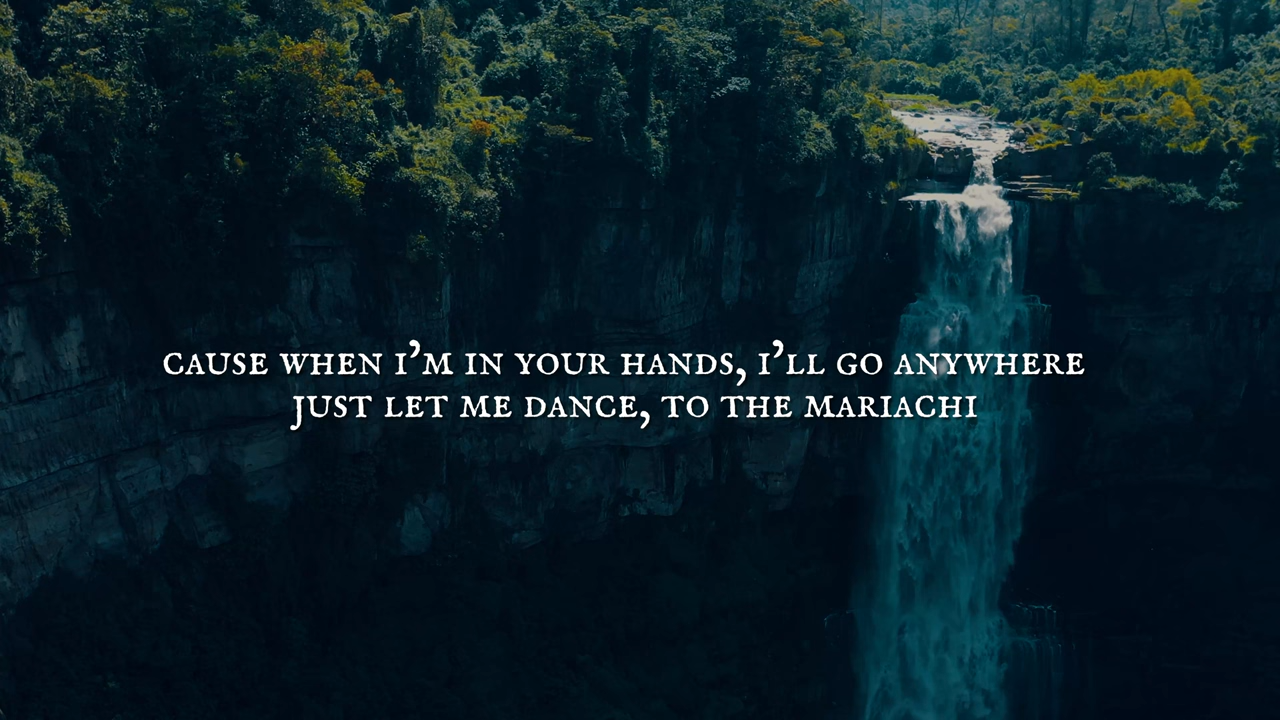 CAUSE WHEN I'M IN YOUR HANDS, I'LL GO ANYWHERE
JUST LET ME DANCE, TO THE MARIACHI